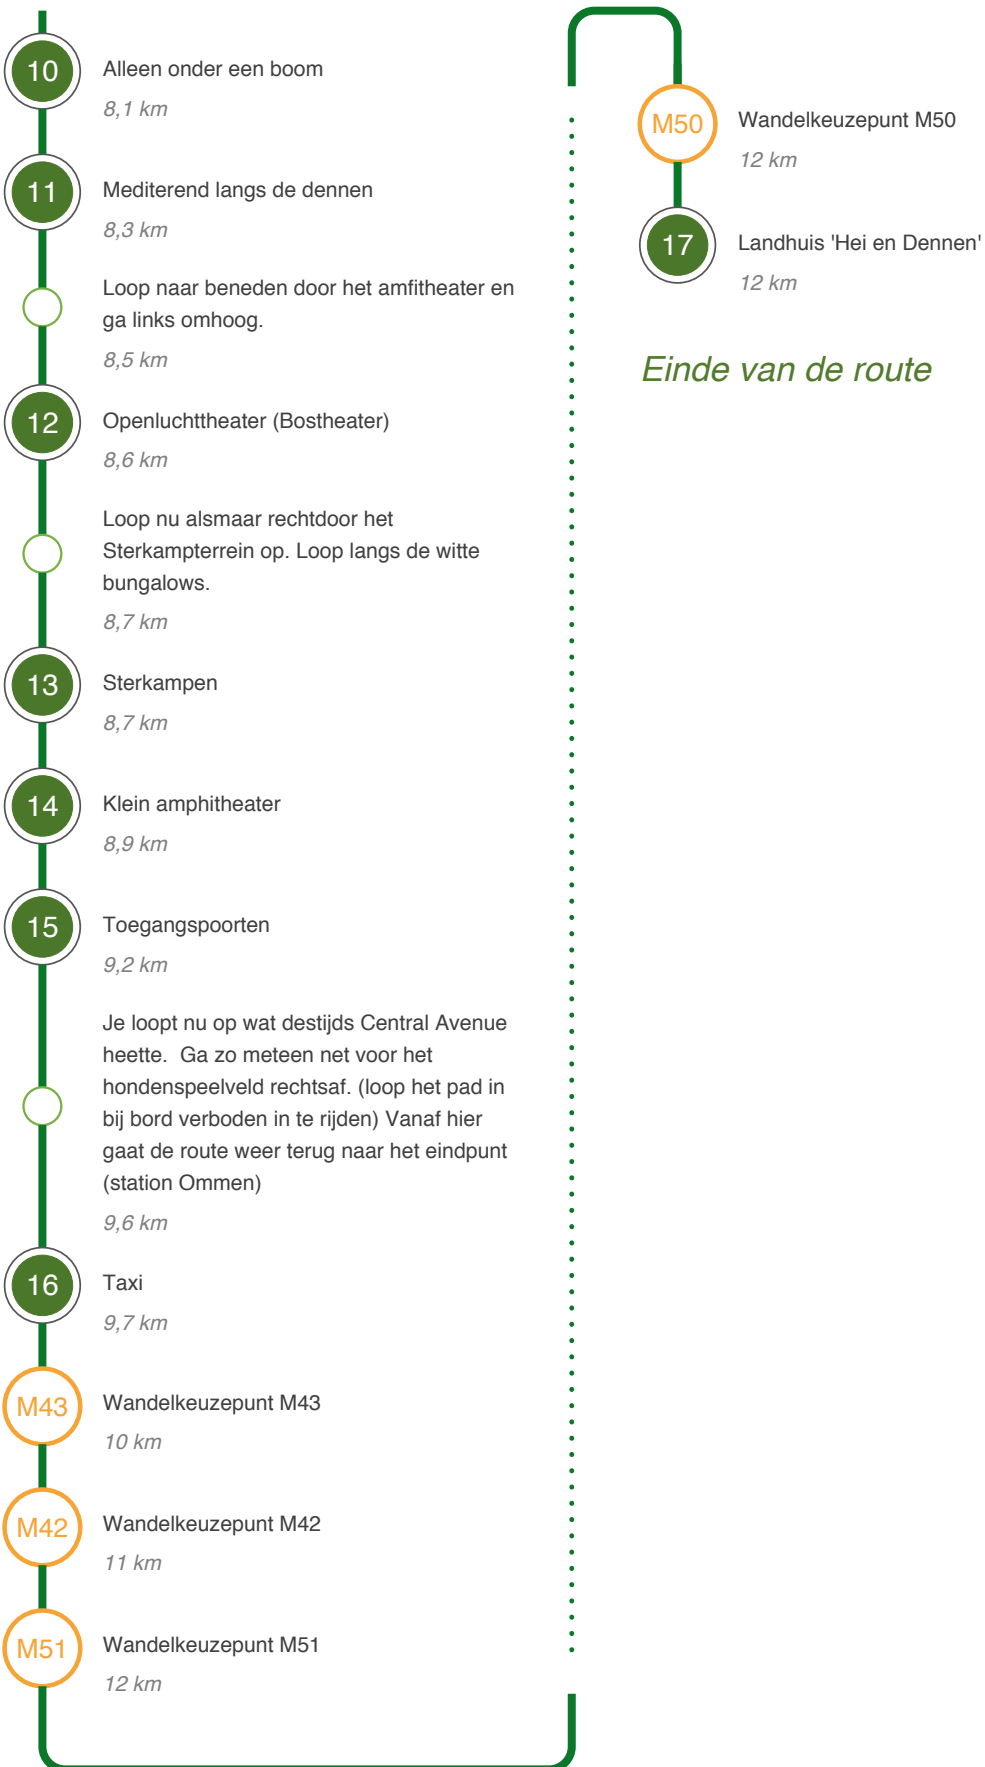 10
Alleen onder een boom
8,1 km
11
Mediterend langs de dennen
8,3 km
Loop naar beneden door het amfitheater en
ga links omhoog.
8,5 km
12
Openluchttheater (Bostheater)
8,6 km
Loop nu alsmaar rechtdoor het
Sterkampterrein op. Loop langs de witte
bungalows.
8,7 km
13
Sterkampen
8,7 km
14
Klein amphitheater
8,9 km
15
Toegangspoorten
9,2 km
Je loopt nu op wat destijds Central Avenue
heette.  Ga zo meteen net voor het
hondenspeelveld rechtsaf. (loop het pad in
bij bord verboden in te rijden) Vanaf hier
gaat de route weer terug naar het eindpunt
(station Ommen)
9,6 km
16
Taxi
9,7 km
M43
Wandelkeuzepunt M43
10 km
M42
Wandelkeuzepunt M42
11 km
M51
Wandelkeuzepunt M51
12 km
M50
Wandelkeuzepunt M50
12 km
17
Landhuis 'Hei en Dennen'
12 km
Einde van de route